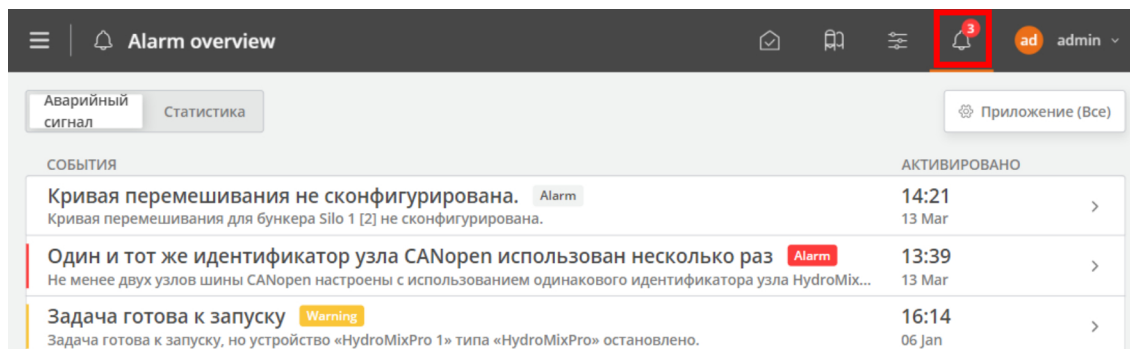 Alarm overview
3
ad admin
Аварийный
сигнал
Статистика
Приложение (Все)
СОБЫТИЯ АКТИВИРОВАНО
Кривая перемешивания не сконфигурирована. Alarm 14:21
Кривая перемешивания для бункера Silo 1 [2] не сконфигурирована. 13 Mar
Один и тот же идентификатор узла CANopen использован несколько раз Alarm 13:39
Не менее двух узлов шины CANopen настроены с использованием одинакового идентификатора узла HydroMix... 13 Mar
Задача готова к запуску Warning 16:14
Задача готова к запуску, но устройство «HydroMixPro 1» типа «HydroMixPro» остановлено. 06 Jan